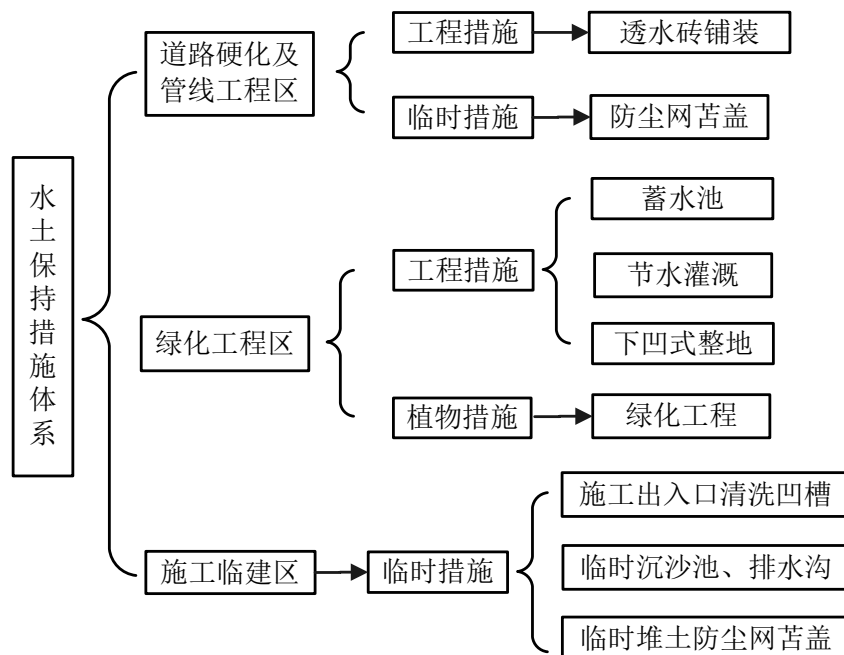 水土保持措施体系
道路硬化及
管线工程区
工程措施
透水砖铺装
临时措施
防尘网苫盖
绿化工程区
工程措施
蓄水池
节水灌溉
下凹式整地
植物措施
绿化工程
施工临建区
临时措施
施工出入口清洗凹槽
临时沉沙池、排水沟
临时堆土防尘网苫盖